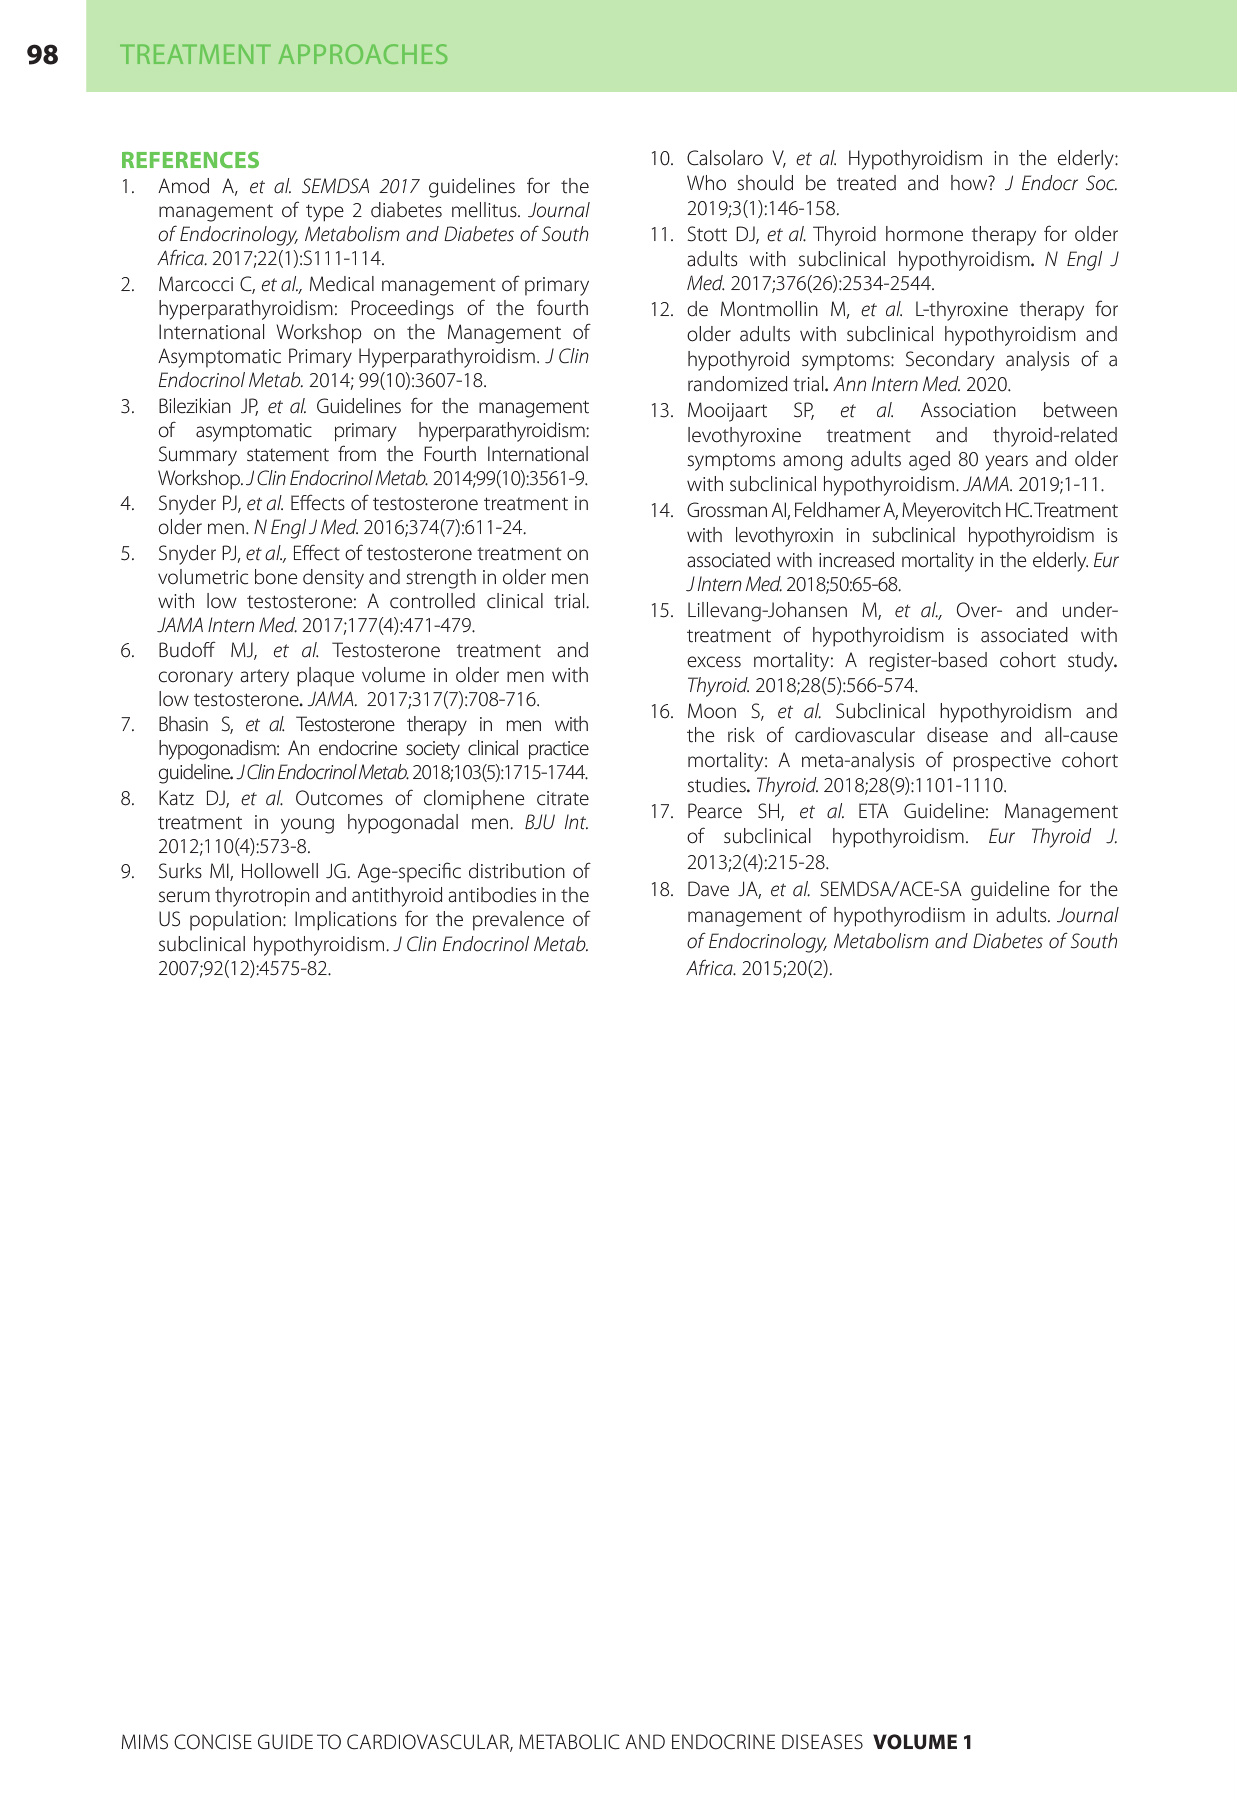 98
TREATMENT APPROACHES
REFERENCES
1. Amod A, et al. SEMDSA 2017 guidelines for the
management of type 2 diabetes mellitus. Journal
of Endocrinology, Metabolism and Diabetes of South
Africa. 2017;22(1):S111-114.
2. Marcocci C, et al., Medical management of primary
hyperparathyroidism: Proceedings of the fourth
International Workshop on the Management of
Asymptomatic Primary Hyperparathyroidism. J Clin
Endocrinol Metab. 2014; 99(10):3607-18.
3. Bilezikian JP, et al. Guidelines for the management
of asymptomatic primary hyperparathyroidism:
Summary statement from the Fourth International
Workshop. J Clin Endocrinol Metab. 2014;99(10):3561-9.
4. Snyder PJ, et al. Effects of testosterone treatment in
older men. N Engl J Med. 2016;374(7):611-24.
5. Snyder PJ, et al., Effect of testosterone treatment on
volumetric bone density and strength in older men
with low testosterone: A controlled clinical trial.
JAMA Intern Med. 2017;177(4):471-479.
6. Budoff MJ, et al. Testosterone treatment and
coronary artery plaque volume in older men with
low testosterone. JAMA. 2017;317(7):708-716.
7. Bhasin S, et al. Testosterone therapy in men with
hypogonadism: An endocrine society clinical practice
guideline. J Clin Endocrinol Metab. 2018;103(5):1715-1744.
8. Katz DJ, et al. Outcomes of clomiphene citrate
treatment in young hypogonadal men. BJU Int.
2012;110(4):573-8.
9. Surks MI, Hollowell JG. Age-specific distribution of
serum thyrotropin and antithyroid antibodies in the
US population: Implications for the prevalence of
subclinical hypothyroidism. J Clin Endocrinol Metab.
2007;92(12):4575-82.
10. Calsolaro V, et al. Hypothyroidism in the elderly:
Who should be treated and how? J Endocr Soc.
2019;3(1):146-158.
11. Stott DJ, et al. Thyroid hormone therapy for older
adults with subclinical hypothyroidism. N Engl J
Med. 2017;376(26):2534-2544.
12. de Montmollin M, et al. L-thyroxine therapy for
older adults with subclinical hypothyroidism and
hypothyroid symptoms: Secondary analysis of a
randomized trial. Ann Intern Med. 2020.
13. Mooijaart SP, et al. Association between
levothyroxine treatment and thyroid-related
symptoms among adults aged 80 years and older
with subclinical hypothyroidism. JAMA. 2019;1-11.
14. Grossman AI, Feldhamer A, Meyerovitch HC. Treatment
with levothyroxin in subclinical hypothyroidism is
associated with increased mortality in the elderly. Eur
J Intern Med. 2018;50:65-68.
15. Lillevang-Johansen M, et al., Over- and under-
treatment of hypothyroidism is associated with
excess mortality: A register-based cohort study.
Thyroid. 2018;28(5):566-574.
16. Moon S, et al. Subclinical hypothyroidism and
the risk of cardiovascular disease and all-cause
mortality: A meta-analysis of prospective cohort
studies. Thyroid. 2018;28(9):1101-1110.
17. Pearce SH, et al. ETA Guideline: Management
of subclinical hypothyroidism. Eur Thyroid J.
2013;2(4):215-28.
18. Dave JA, et al. SEMDSA/ACE-SA guideline for the
management of hypothyrodiism in adults. Journal
of Endocrinology, Metabolism and Diabetes of South
Africa. 2015;20(2).
MIMS CONCISE GUIDE TO CARDIOVASCULAR, METABOLIC AND ENDOCRINE DISEASES VOLUME 1